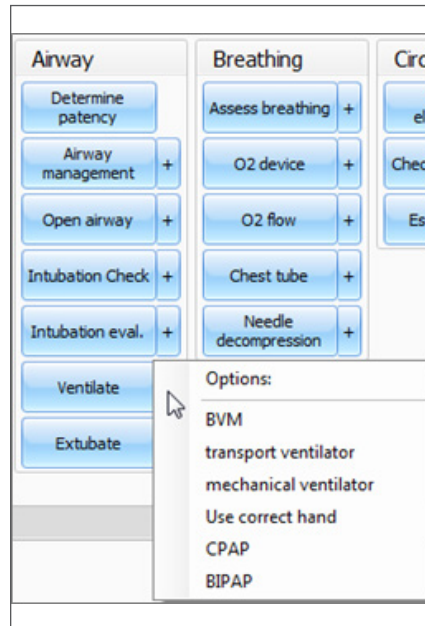 Airway
Determine
patency
Airway
management
+
Open airway
+
Intubation Check
+
Intubation eval.
+
Ventilate
Extubate
Breathing
Assess breathing
+
O2 device
+
O2 flow
+
Chest tube
+
Needle
decompression
+
Options:
BVM
transport ventilator
mechanical ventilator
Use correct hand
CPAP
BIPAP